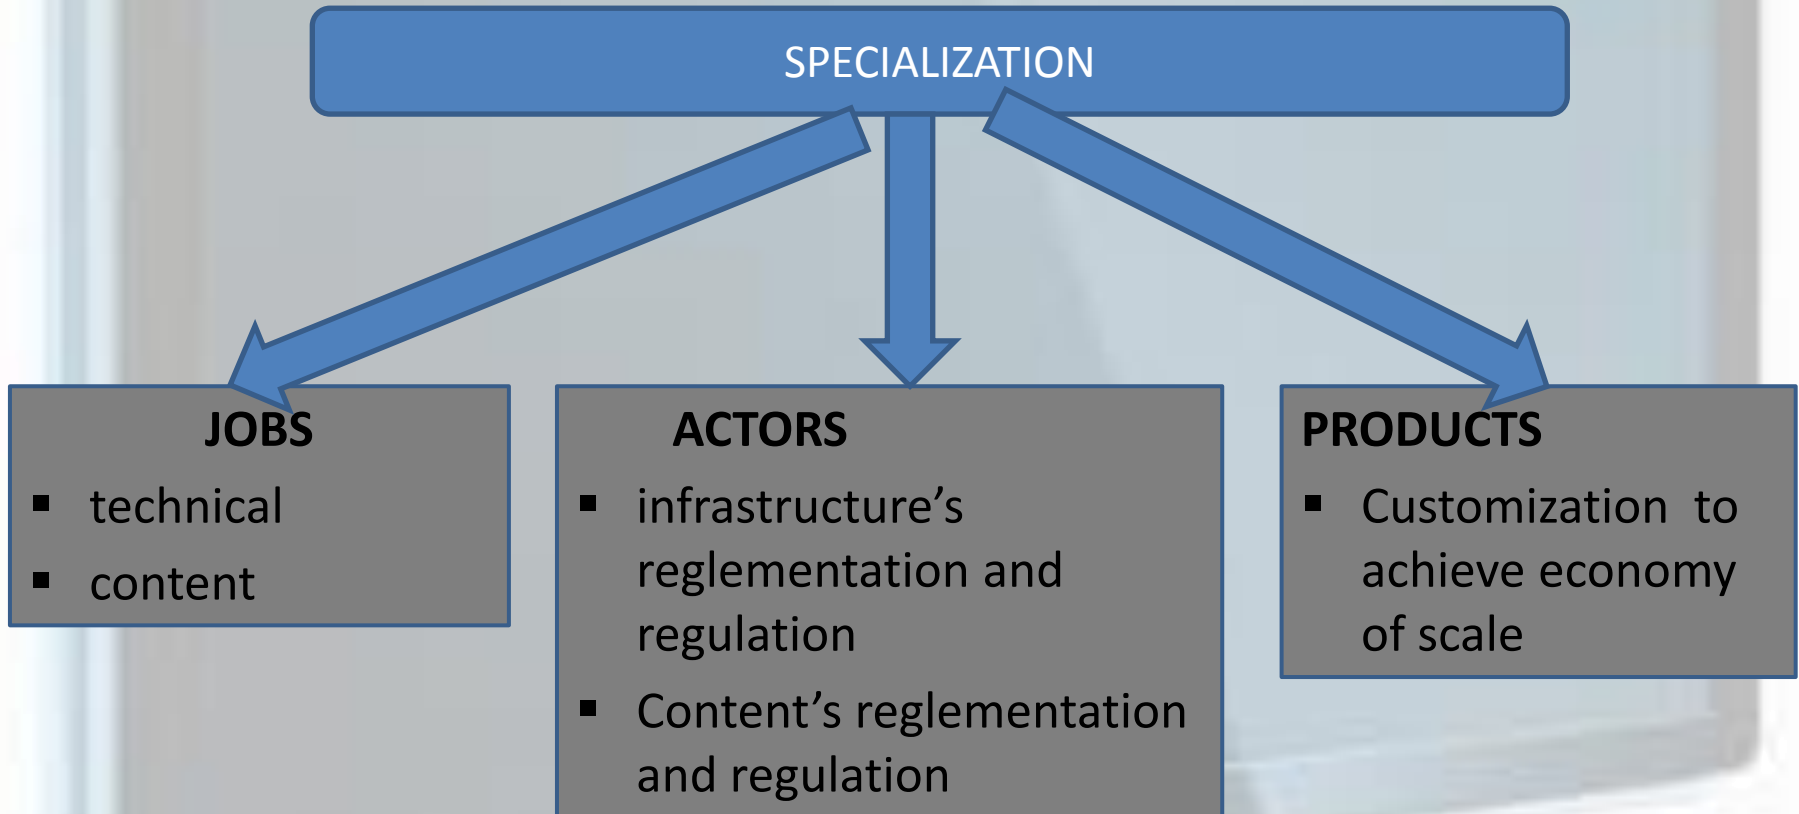 SPECIALIZATION
JOBS
▪ technical
▪ content
ACTORS
▪ infrastructure’s
reglementation and
regulation
▪ Content’s reglementation
and regulation
PRODUCTS
▪ Customization to
achieve economy
of scale